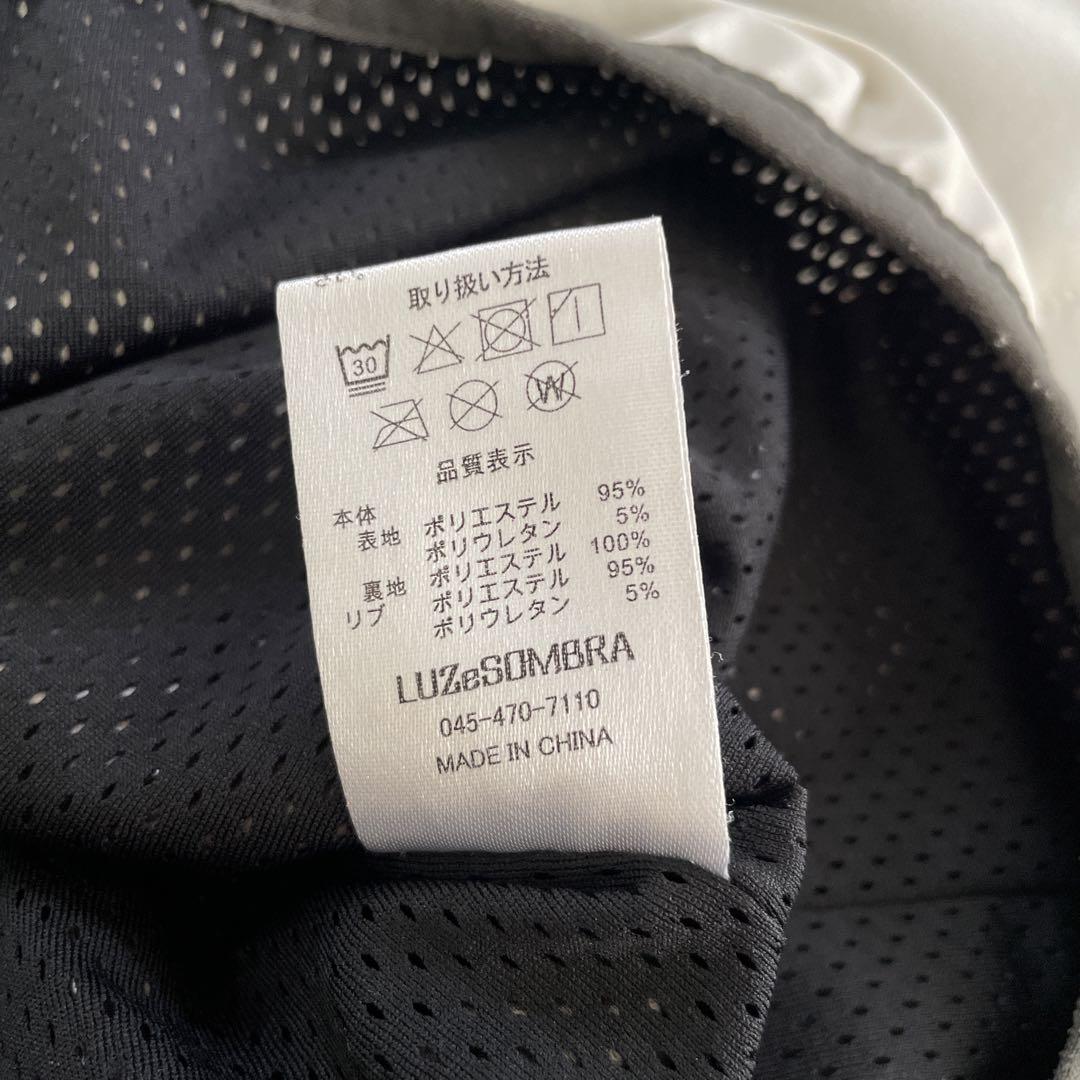 取り扱い方法
30
W
品質表示
本体
表地 ポリエステル 95%
ポリウレタン 5%
裏地 ポリエステル 100%
リブ ポリエステル 95%
ポリウレタン 5%
LUZeSOMBRA
045-470-7110
MADE IN CHINA